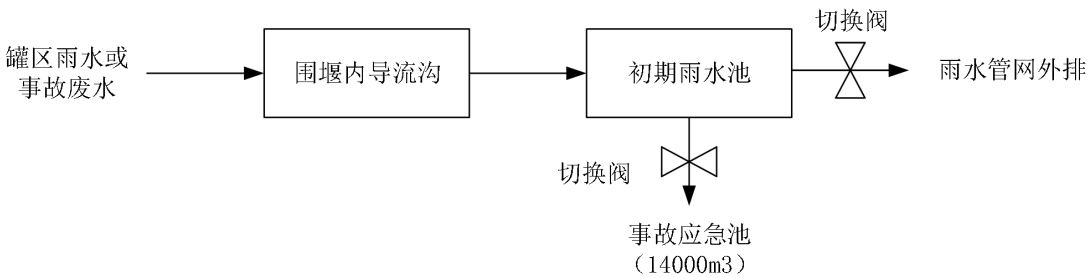 切换阀
罐区雨水或
事故废水
围堰内导流沟
初期雨水池
雨水管网外排
切换阀
事故应急池
（14000m3）